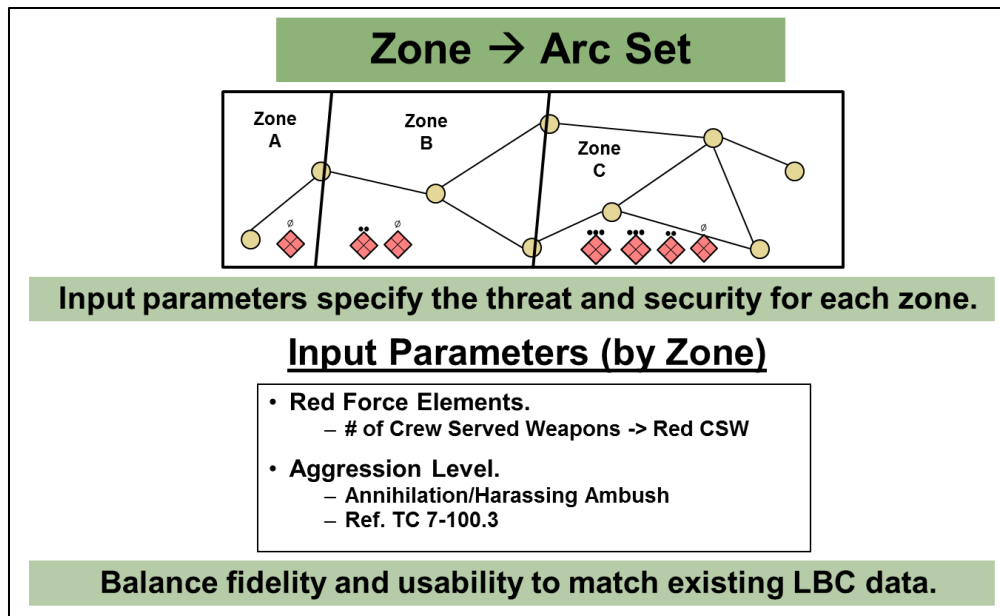 Zone → Arc Set
Zone
A
Zone
B
Zone
C
Ø
Ø
Ø
Input parameters specify the threat and security for each zone.
Input Parameters (by Zone)
• Red Force Elements.
– # of Crew Served Weapons -> Red CSW
• Aggression Level.
– Annihilation/Harassing Ambush
– Ref. TC 7-100.3
Balance fidelity and usability to match existing LBC data.